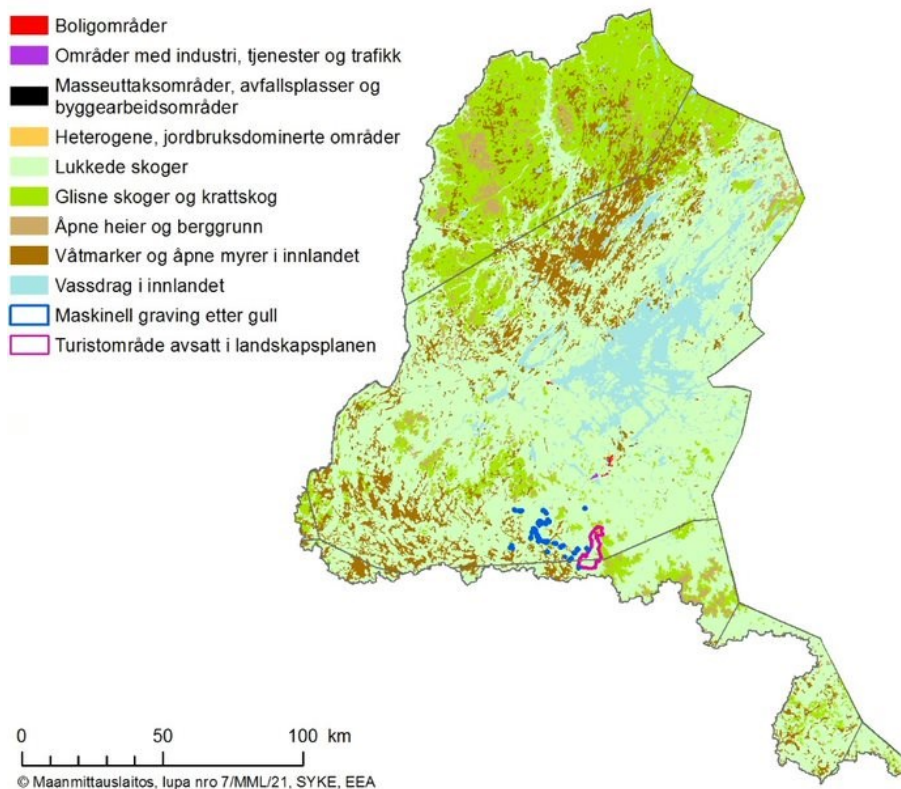 Boligområder
Områder med industri, tjenester og trafikk
Masseuttaksområder, avfallsplasser og
byggearbeidsområder
Heterogene, jordbruksdominerte områder
Lukkede skoger
Glisne skoger og krattskog
Åpne heier og berggrunn
Våtmarker og åpne myrer i innlandet
Vassdrag i innlandet
Maskinell graving etter gull
Turistområde avsatt i landskapsplanen
0 50 100 km
© Maanmittauslaitos, lupa nro 7/MML/21, SYKE, EEA